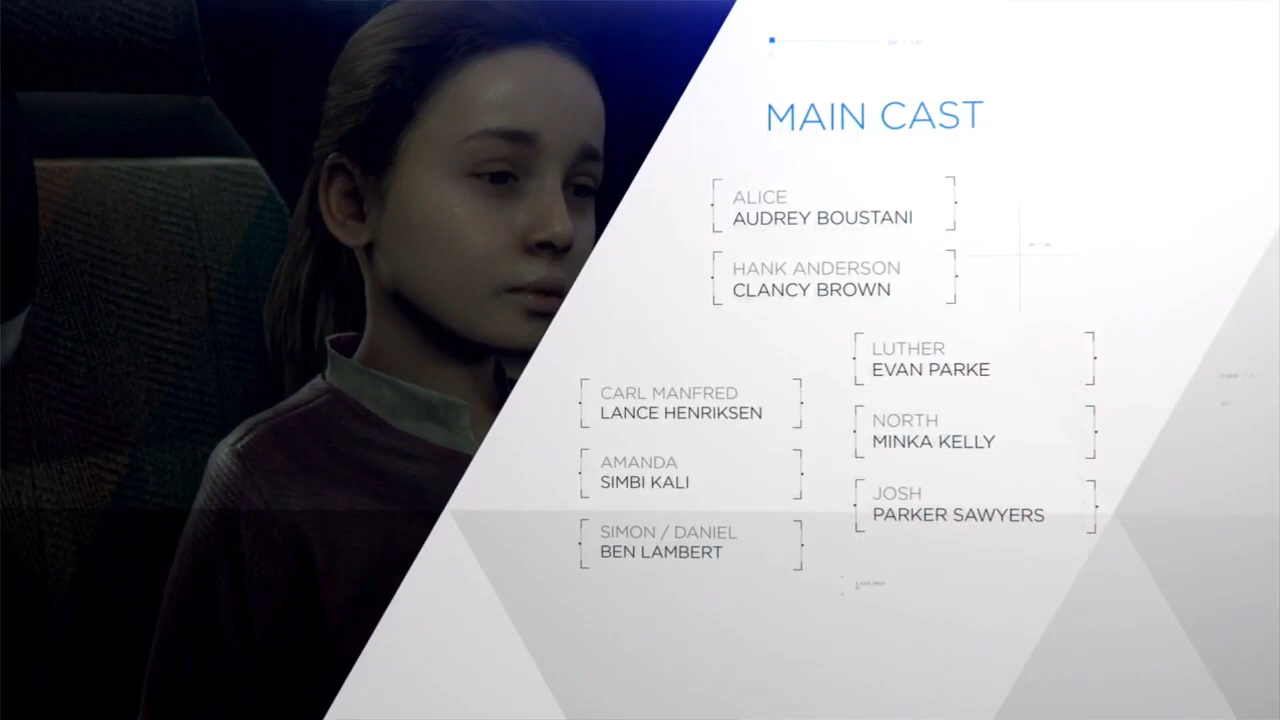 MAIN CAST
ALICE
AUDREY BOUSTANI
HANK ANDERSON
CLANCY BROWN
LUTHER
EVAN PARKE
NORTH
MINKA KELLY
JOSH
PARKER SAWYERS
CARL MANFRED
LANCE HENRIKSEN
AMANDA
SIMBI KALI
SIMON / DANIEL
BEN LAMBERT